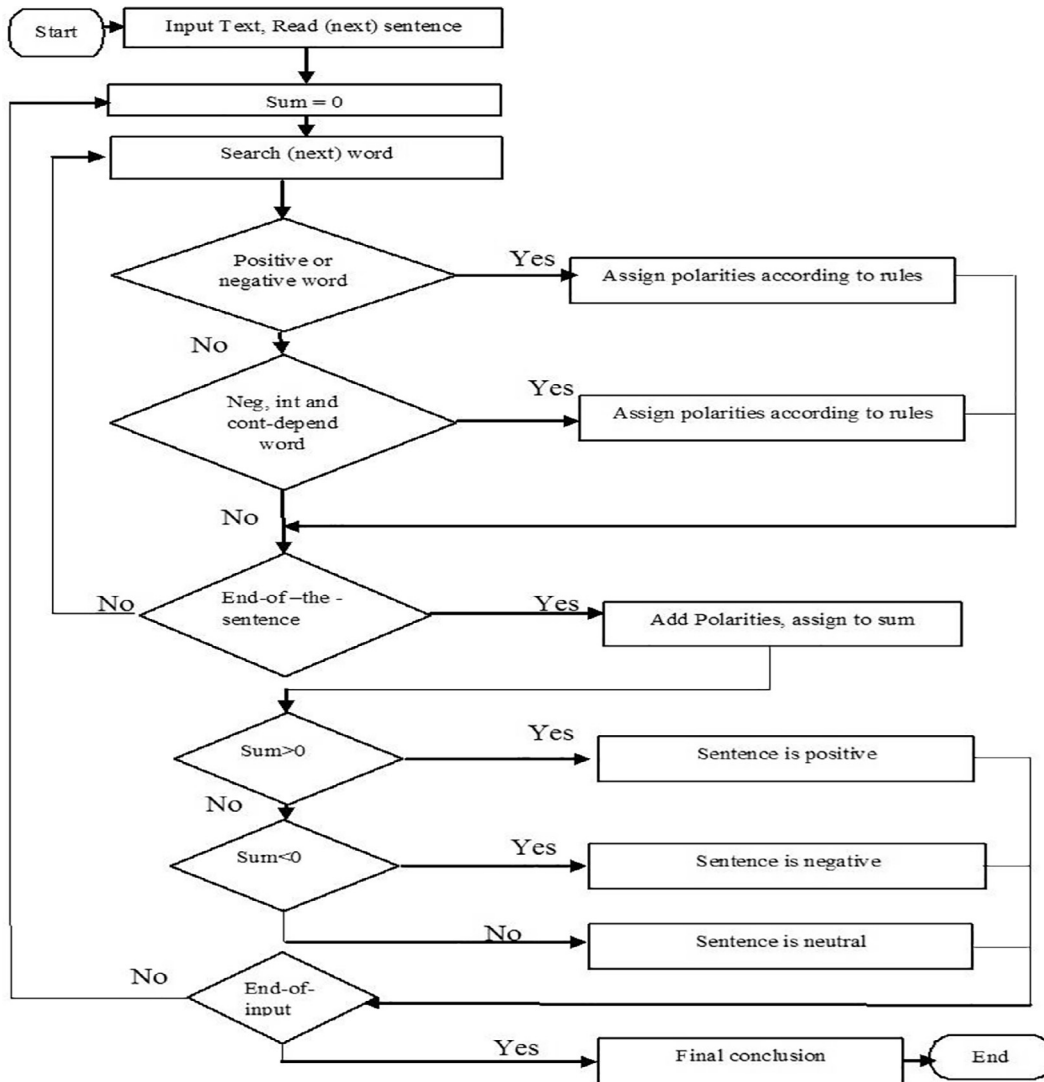 Start
Input Text, Read (next) sentence
Sum = 0
Search (next) word
Positive or
negative word
Yes
Assign polarities according to rules
No
Neg, int and
cont-depend
word
Yes
Assign polarities according to rules
No
End-of –the -
sentence
No
Yes
Add Polarities, assign to sum
Sum>0
Yes
Sentence is positive
No
Sum<0
Yes
Sentence is negative
No
Sentence is neutral
No
End-of-
input
Yes
Final conclusion
End